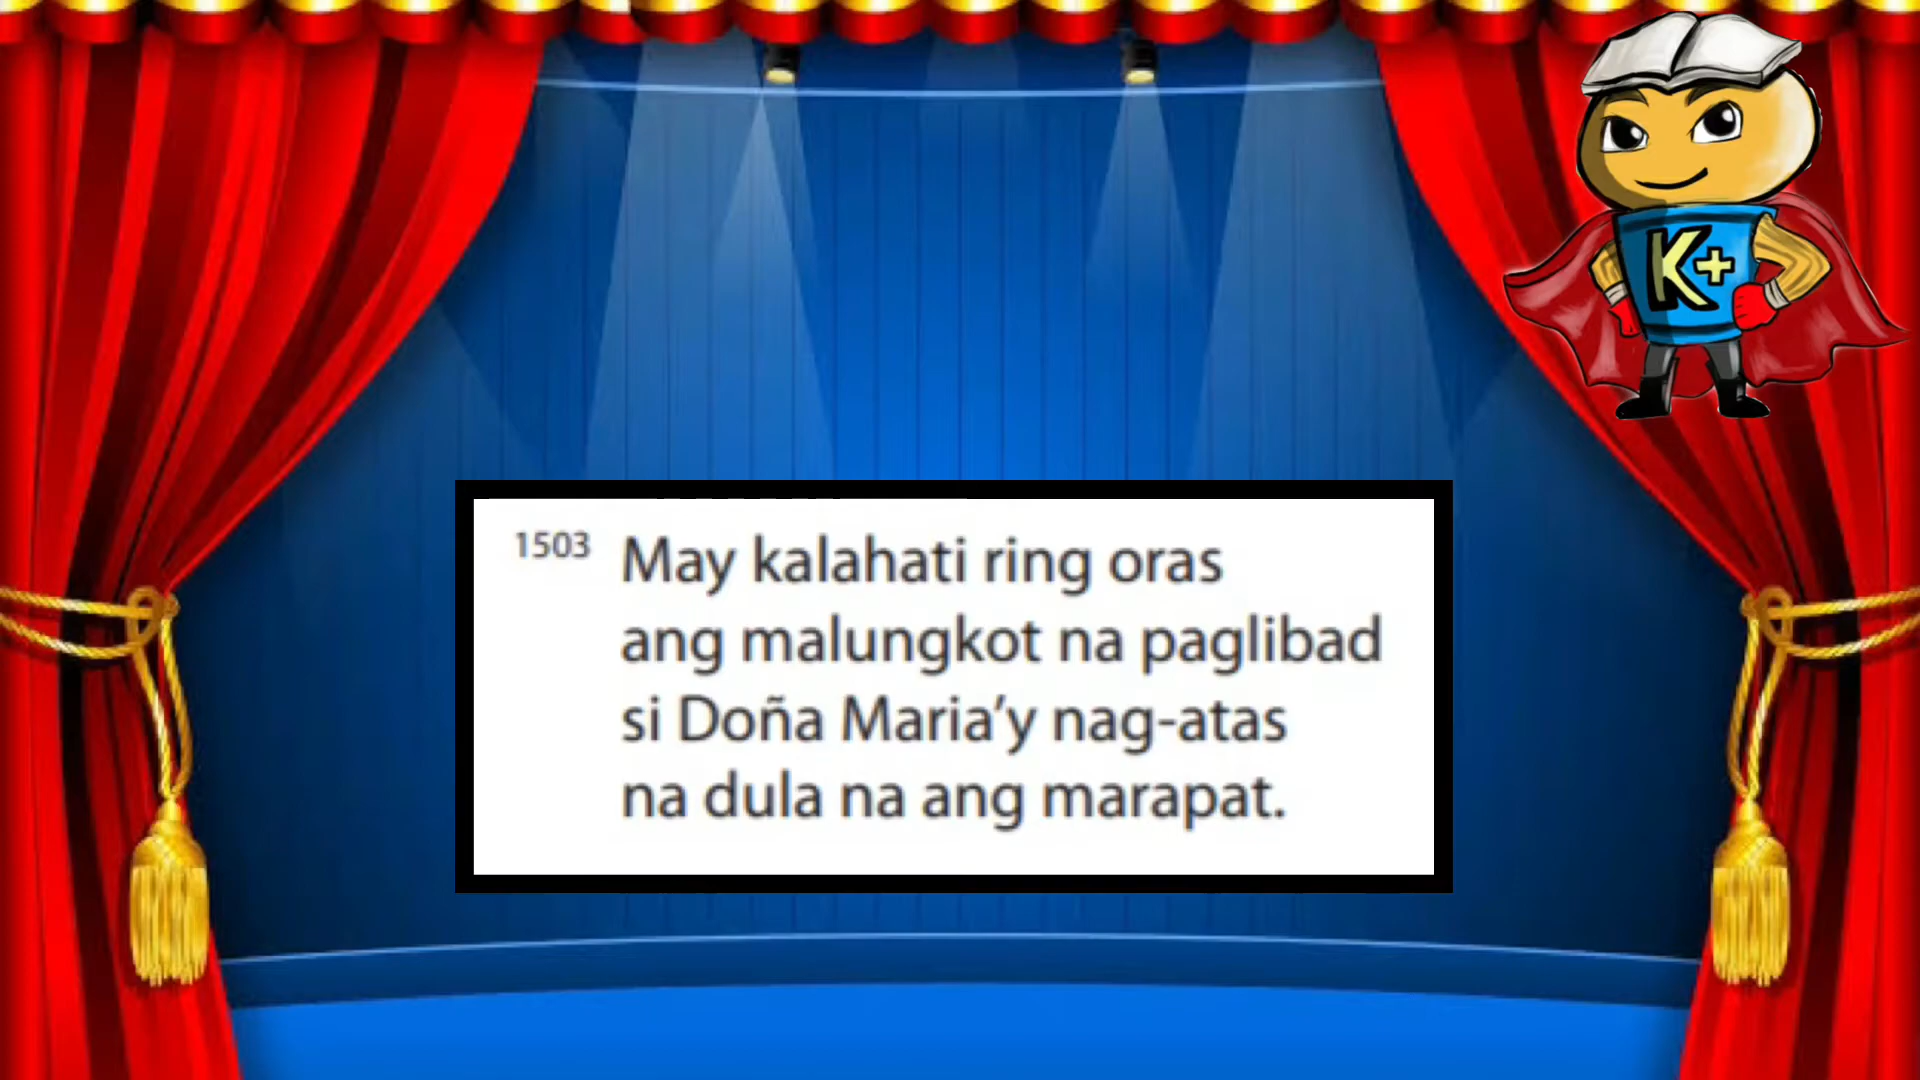 K+
1503 May kalahati ring oras
ang malungkot na paglibad
si Doña Maria’y nag-atas
na dula na ang marapat.